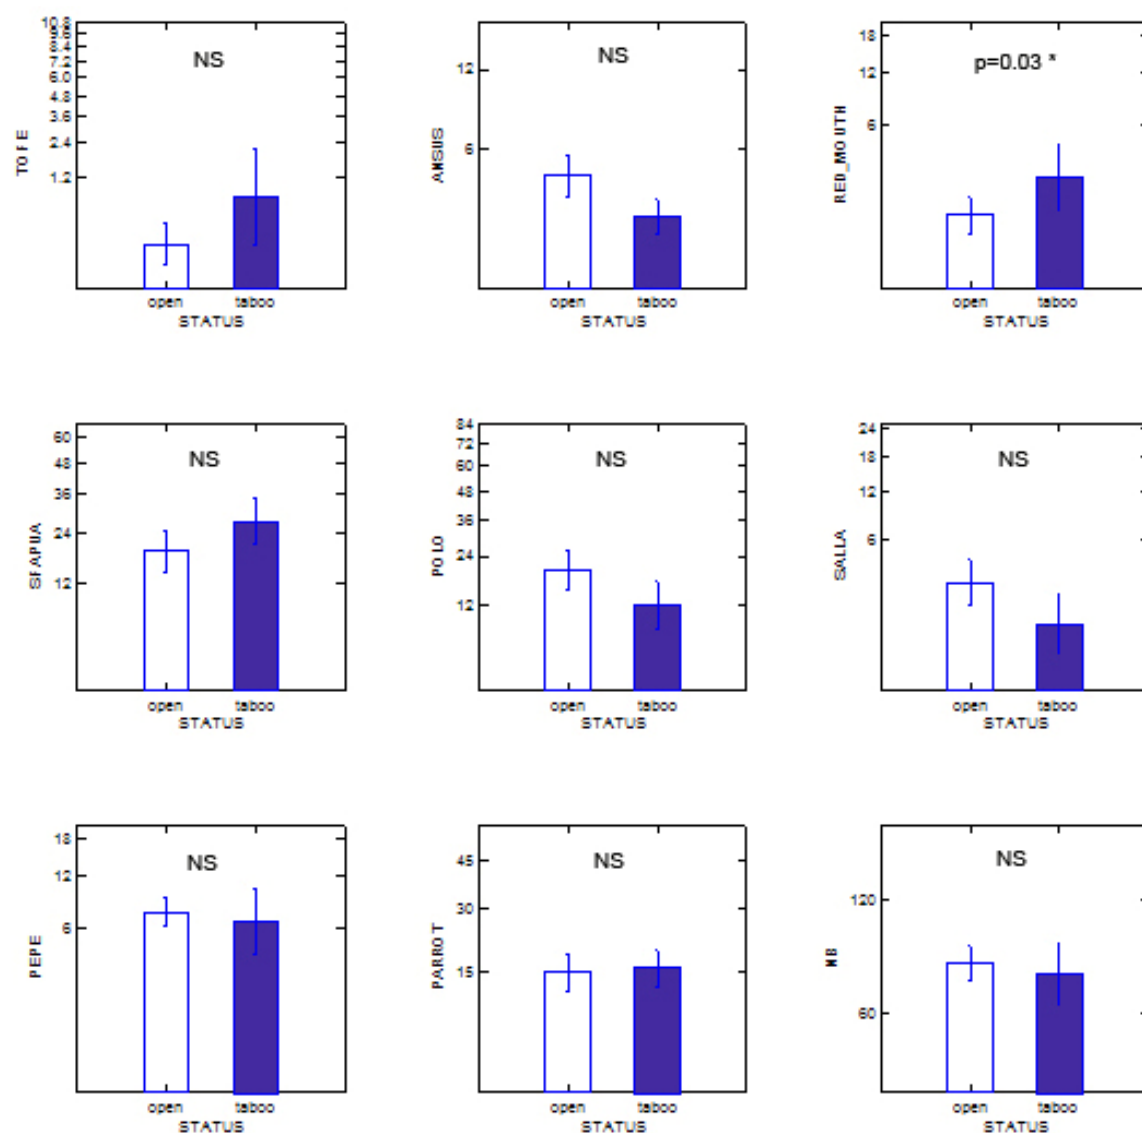 10.8
9.6
8.4
7.2
6.0
4.8
3.6
2.4
1.2
NS
TOFE
open taboo
STATUS
12
6
NS
ANSUS
open taboo
STATUS
18
12
6
p=0.03 *
RED_MOUTH
open taboo
STATUS
60
48
36
24
12
NS
open taboo
STATUS
84
72
60
48
36
24
12
NS
POLO
open taboo
STATUS
24
18
12
6
NS
SALLA
open taboo
STATUS
18
12
6
NS
PEPE
open taboo
STATUS
45
30
15
NS
PARROT
open taboo
STATUS
120
60
NS
open taboo
STATUS